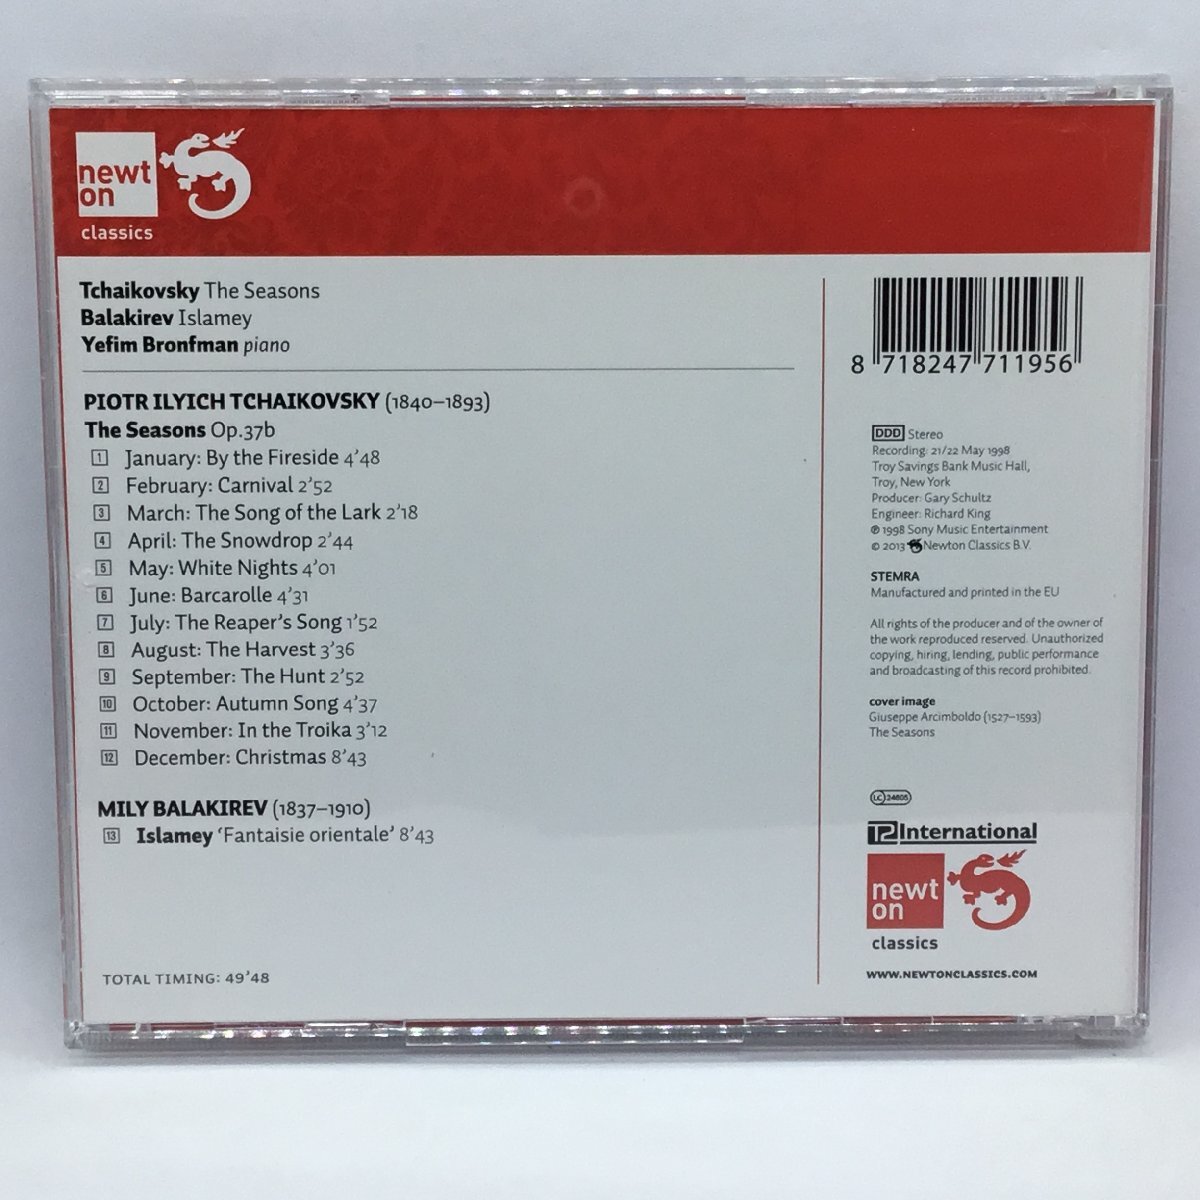 newt
on
classics
Tchaikovsky The Seasons
Balakirev Islamey
Yefim Bronfman piano
PIOTR ILYICH TCHAIKOVSKY (1840–1893)
The Seasons Op.37b
1 January: By the Fireside 4'48
2 February: Carnival 2'52
3 March: The Song of the Lark 2'18
4 April: The Snowdrop 2'44
5 May: White Nights 4'01
6 June: Barcarolle 4'31
7 July: The Reaper's Song 1'52
8 August: The Harvest 3'36
9 September: The Hunt 2'52
10 October: Autumn Song 4'37
11 November: In the Troika 3'12
12 December: Christmas 8'43
MILY BALAKIREV (1837–1910)
13 Islamey 'Fantaisie orientale' 8'43
TOTAL TIMING: 49'48
8 718247 711956
DDD Stereo
Recording: 21/22 May 1998
Troy Savings Bank Music Hall,
Troy, New York
Producer: Gary Schultz
Engineer: Richard King
℗ 1998 Sony Music Entertainment
© 2013 Newton Classics B.V.
STEMRA
Manufactured and printed in the EU
All rights of the producer and of the owner of
the work reproduced reserved. Unauthorized
copying, hiring, lending, public performance
and broadcasting of this record prohibited.
cover image
Giuseppe Arcimboldo (1527–1593)
The Seasons
LC 24605
T2 International
newt
on
classics
WWW.NEWTONCLASSICS.COM